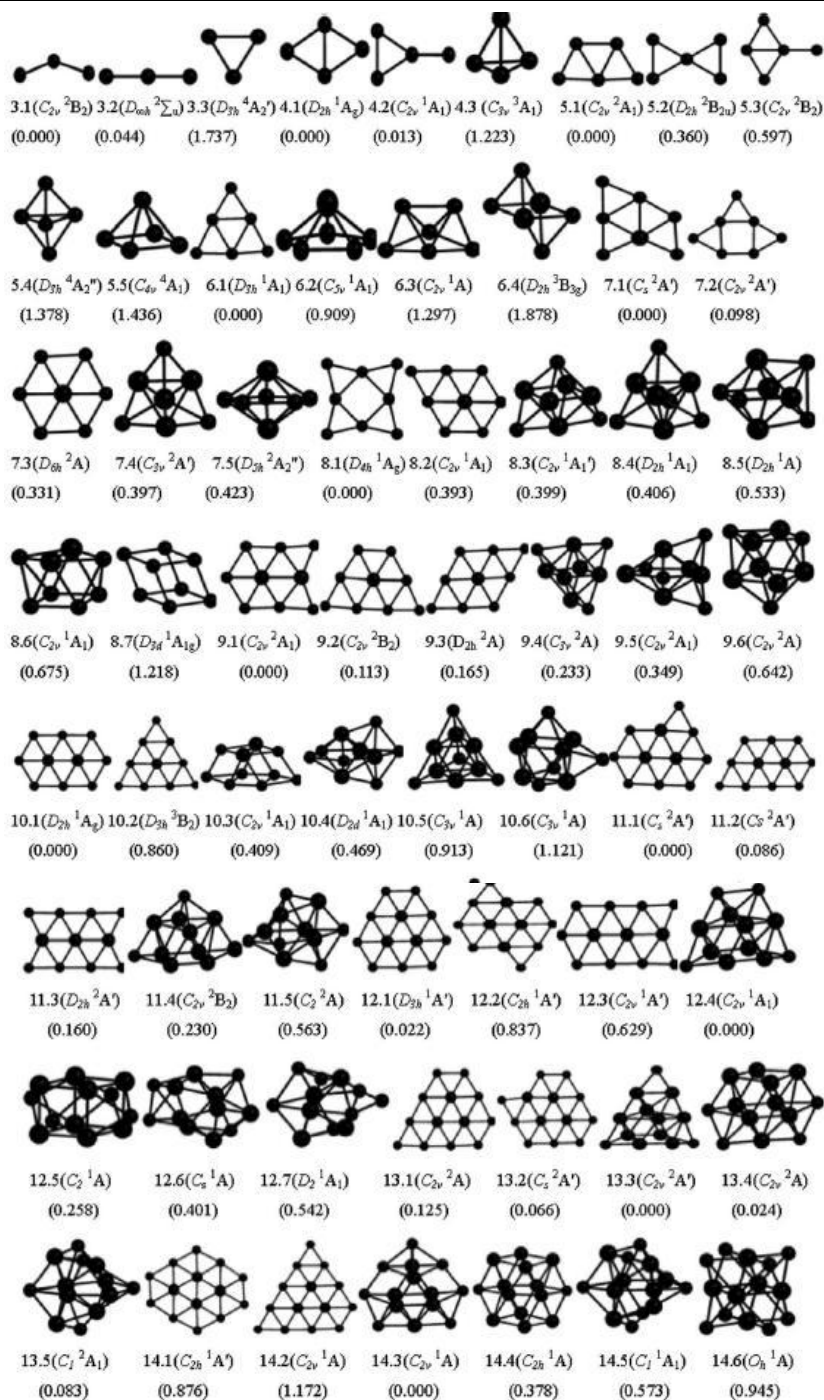 3.1(C2v ²B2) 3.2(D∞h ²Σu) 3.3(D3h ⁴A2') 4.1(D2h ¹Ag) 4.2(C2v ¹A1) 4.3 (C3v ³A1) 5.1(C2v ²A1) 5.2(D2h ²B2u) 5.3(C2v ²B2)
(0.000) (0.044) (1.737) (0.000) (0.013) (1.223) (0.000) (0.360) (0.597)
5.4(D3h ⁴A2'') 5.5(C4v ⁴A1) 6.1(D3h ¹A1) 6.2(C5v ¹A1) 6.3(C2v ¹A) 6.4(D2h ³B3g) 7.1(Cs ²A') 7.2(C2v ²A')
(1.378) (1.436) (0.000) (0.909) (1.297) (1.878) (0.000) (0.098)
7.3(D6h ²A) 7.4(C3v ²A') 7.5(D5h ²A2'') 8.1(D4h ¹Ag) 8.2(C2v ¹A1) 8.3(C2v ¹A1') 8.4(D2h ¹A1) 8.5(D2h ¹A)
(0.331) (0.397) (0.423) (0.000) (0.393) (0.399) (0.406) (0.533)
8.6(C2v ¹A1) 8.7(D3d ¹A1g) 9.1(C2v ²A1) 9.2(C2v ²B2) 9.3(D2h ²A) 9.4(C3v ²A) 9.5(C2v ²A1) 9.6(C2v ²A)
(0.675) (1.218) (0.000) (0.113) (0.165) (0.233) (0.349) (0.642)
10.1(D2h ¹Ag) 10.2(D3h ³B2) 10.3(C2v ¹A1) 10.4(D2d ¹A1) 10.5(C3v ¹A) 10.6(C3v ¹A) 11.1(Cs ²A') 11.2(CS ²A')
(0.000) (0.860) (0.409) (0.469) (0.913) (1.121) (0.000) (0.086)
11.3(D2h ²A') 11.4(C2v ²B2) 11.5(C2 ²A) 12.1(D3h ¹A') 12.2(C2h ¹A') 12.3(C2v ¹A') 12.4(C2v ¹A1)
(0.160) (0.230) (0.563) (0.022) (0.837) (0.629) (0.000)
12.5(C2 ¹A) 12.6(Cs ¹A) 12.7(D2 ¹A1) 13.1(C2v ²A) 13.2(Cs ²A') 13.3(C2v ²A') 13.4(C2v ²A)
(0.258) (0.401) (0.542) (0.125) (0.066) (0.000) (0.024)
13.5(C1 ²A1) 14.1(C2h ¹A') 14.2(C2v ¹A) 14.3(C2v ¹A) 14.4(C2h ¹A) 14.5(C1 ¹A1) 14.6(Oh ¹A)
(0.083) (0.876) (1.172) (0.000) (0.378) (0.573) (0.945)